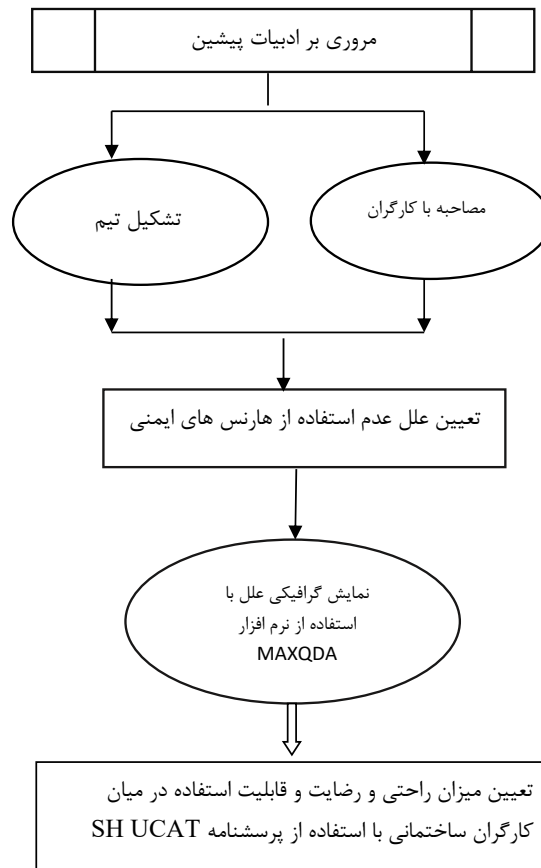 مروری بر ادبیات پیشین
مصاحبه با کارگران
تشکیل تیم
تعیین علل عدم استفاده از هارنس های ایمنی
نمایش گرافیکی علل با
استفاده از نرم افزار
MAXQDA
تعیین میزان راحتی و رضایت و قابلیت استفاده در میان
کارگران ساختمانی با استفاده از پرسشنامه SH UCAT